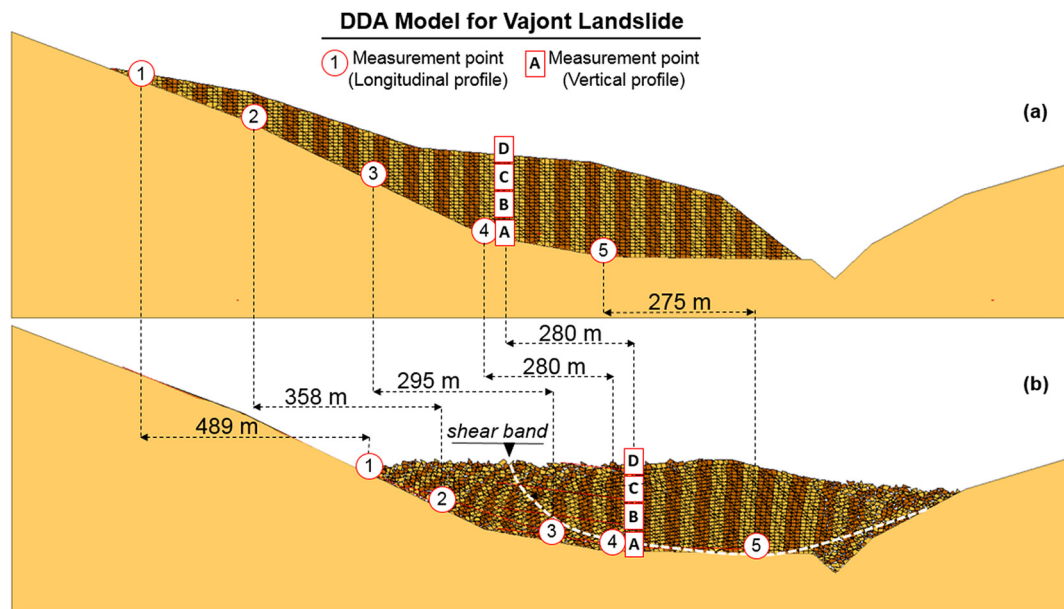 DDA Model for Vajont Landslide
1 Measurement point (Longitudinal profile)
A Measurement point (Vertical profile)
(a)
1
2
3
D
C
B
4 A
5
275 m
280 m
280 m
(b)
295 m
358 m
489 m
shear band
1
D
C
2
B
3
4 A
5